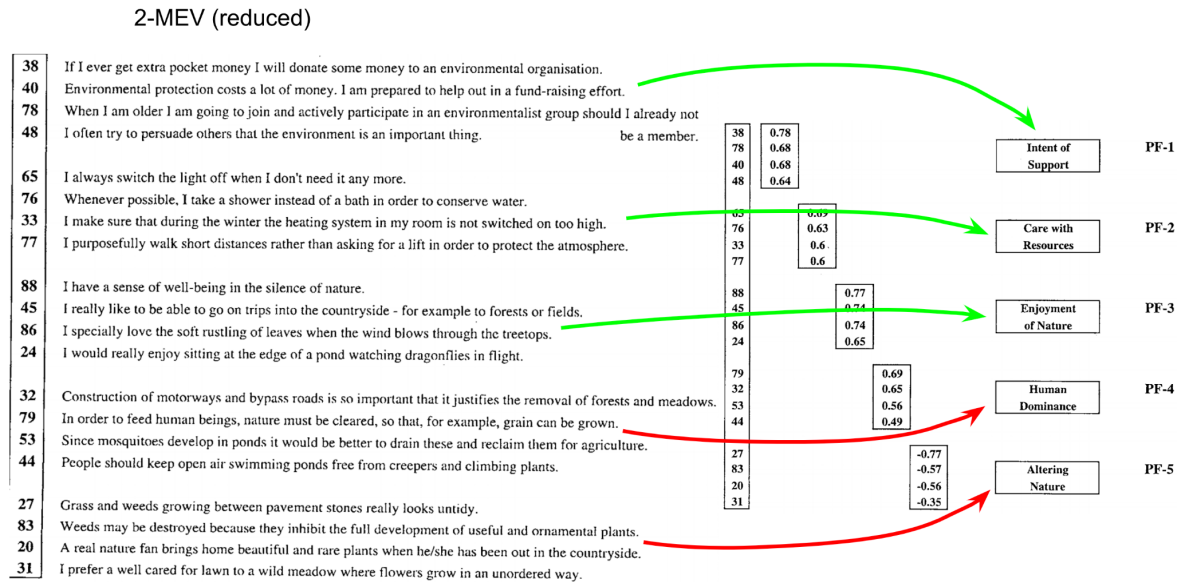 2-MEV (reduced)
38 If I ever get extra pocket money I will donate some money to an environmental organisation.
40 Environmental protection costs a lot of money. I am prepared to help out in a fund-raising effort.
78 When I am older I am going to join and actively participate in an environmentalist group should I already not
48 I often try to persuade others that the environment is an important thing. be a member.
65 I always switch the light off when I don't need it any more.
76 Whenever possible, I take a shower instead of a bath in order to conserve water.
33 I make sure that during the winter the heating system in my room is not switched on too high.
77 I purposefully walk short distances rather than asking for a lift in order to protect the atmosphere.
88 I have a sense of well-being in the silence of nature.
45 I really like to be able to go on trips into the countryside - for example to forests or fields.
86 I specially love the soft rustling of leaves when the wind blows through the treetops.
24 I would really enjoy sitting at the edge of a pond watching dragonflies in flight.
32 Construction of motorways and bypass roads is so important that it justifies the removal of forests and meadows.
79 In order to feed human beings, nature must be cleared, so that, for example, grain can be grown.
53 Since mosquitoes develop in ponds it would be better to drain these and reclaim them for agriculture.
44 People should keep open air swimming ponds free from creepers and climbing plants.
27 Grass and weeds growing between pavement stones really looks untidy.
83 Weeds may be destroyed because they inhibit the full development of useful and ornamental plants.
20 A real nature fan brings home beautiful and rare plants when he/she has been out in the countryside.
31 I prefer a well cared for lawn to a wild meadow where flowers grow in an unordered way.
38 0.78
78 0.68
40 0.68
48 0.64
65 0.69
76 0.63
33 0.6
77 0.6
88 0.77
45 0.74
86 0.74
24 0.65
79 0.69
32 0.65
53 0.56
44 0.49
27 -0.77
83 -0.57
20 -0.56
31 -0.35
Intent of PF-1
Support
Care with PF-2
Resources
Enjoyment PF-3
of Nature
Human PF-4
Dominance
Altering PF-5
Nature